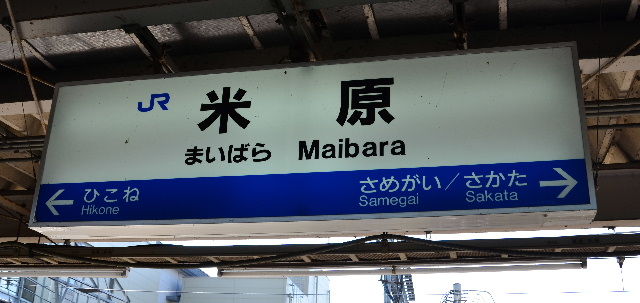 JR 米原
まいばら Maibara
← ひこね さめがい／さかた →
Hikone Samegai Sakata